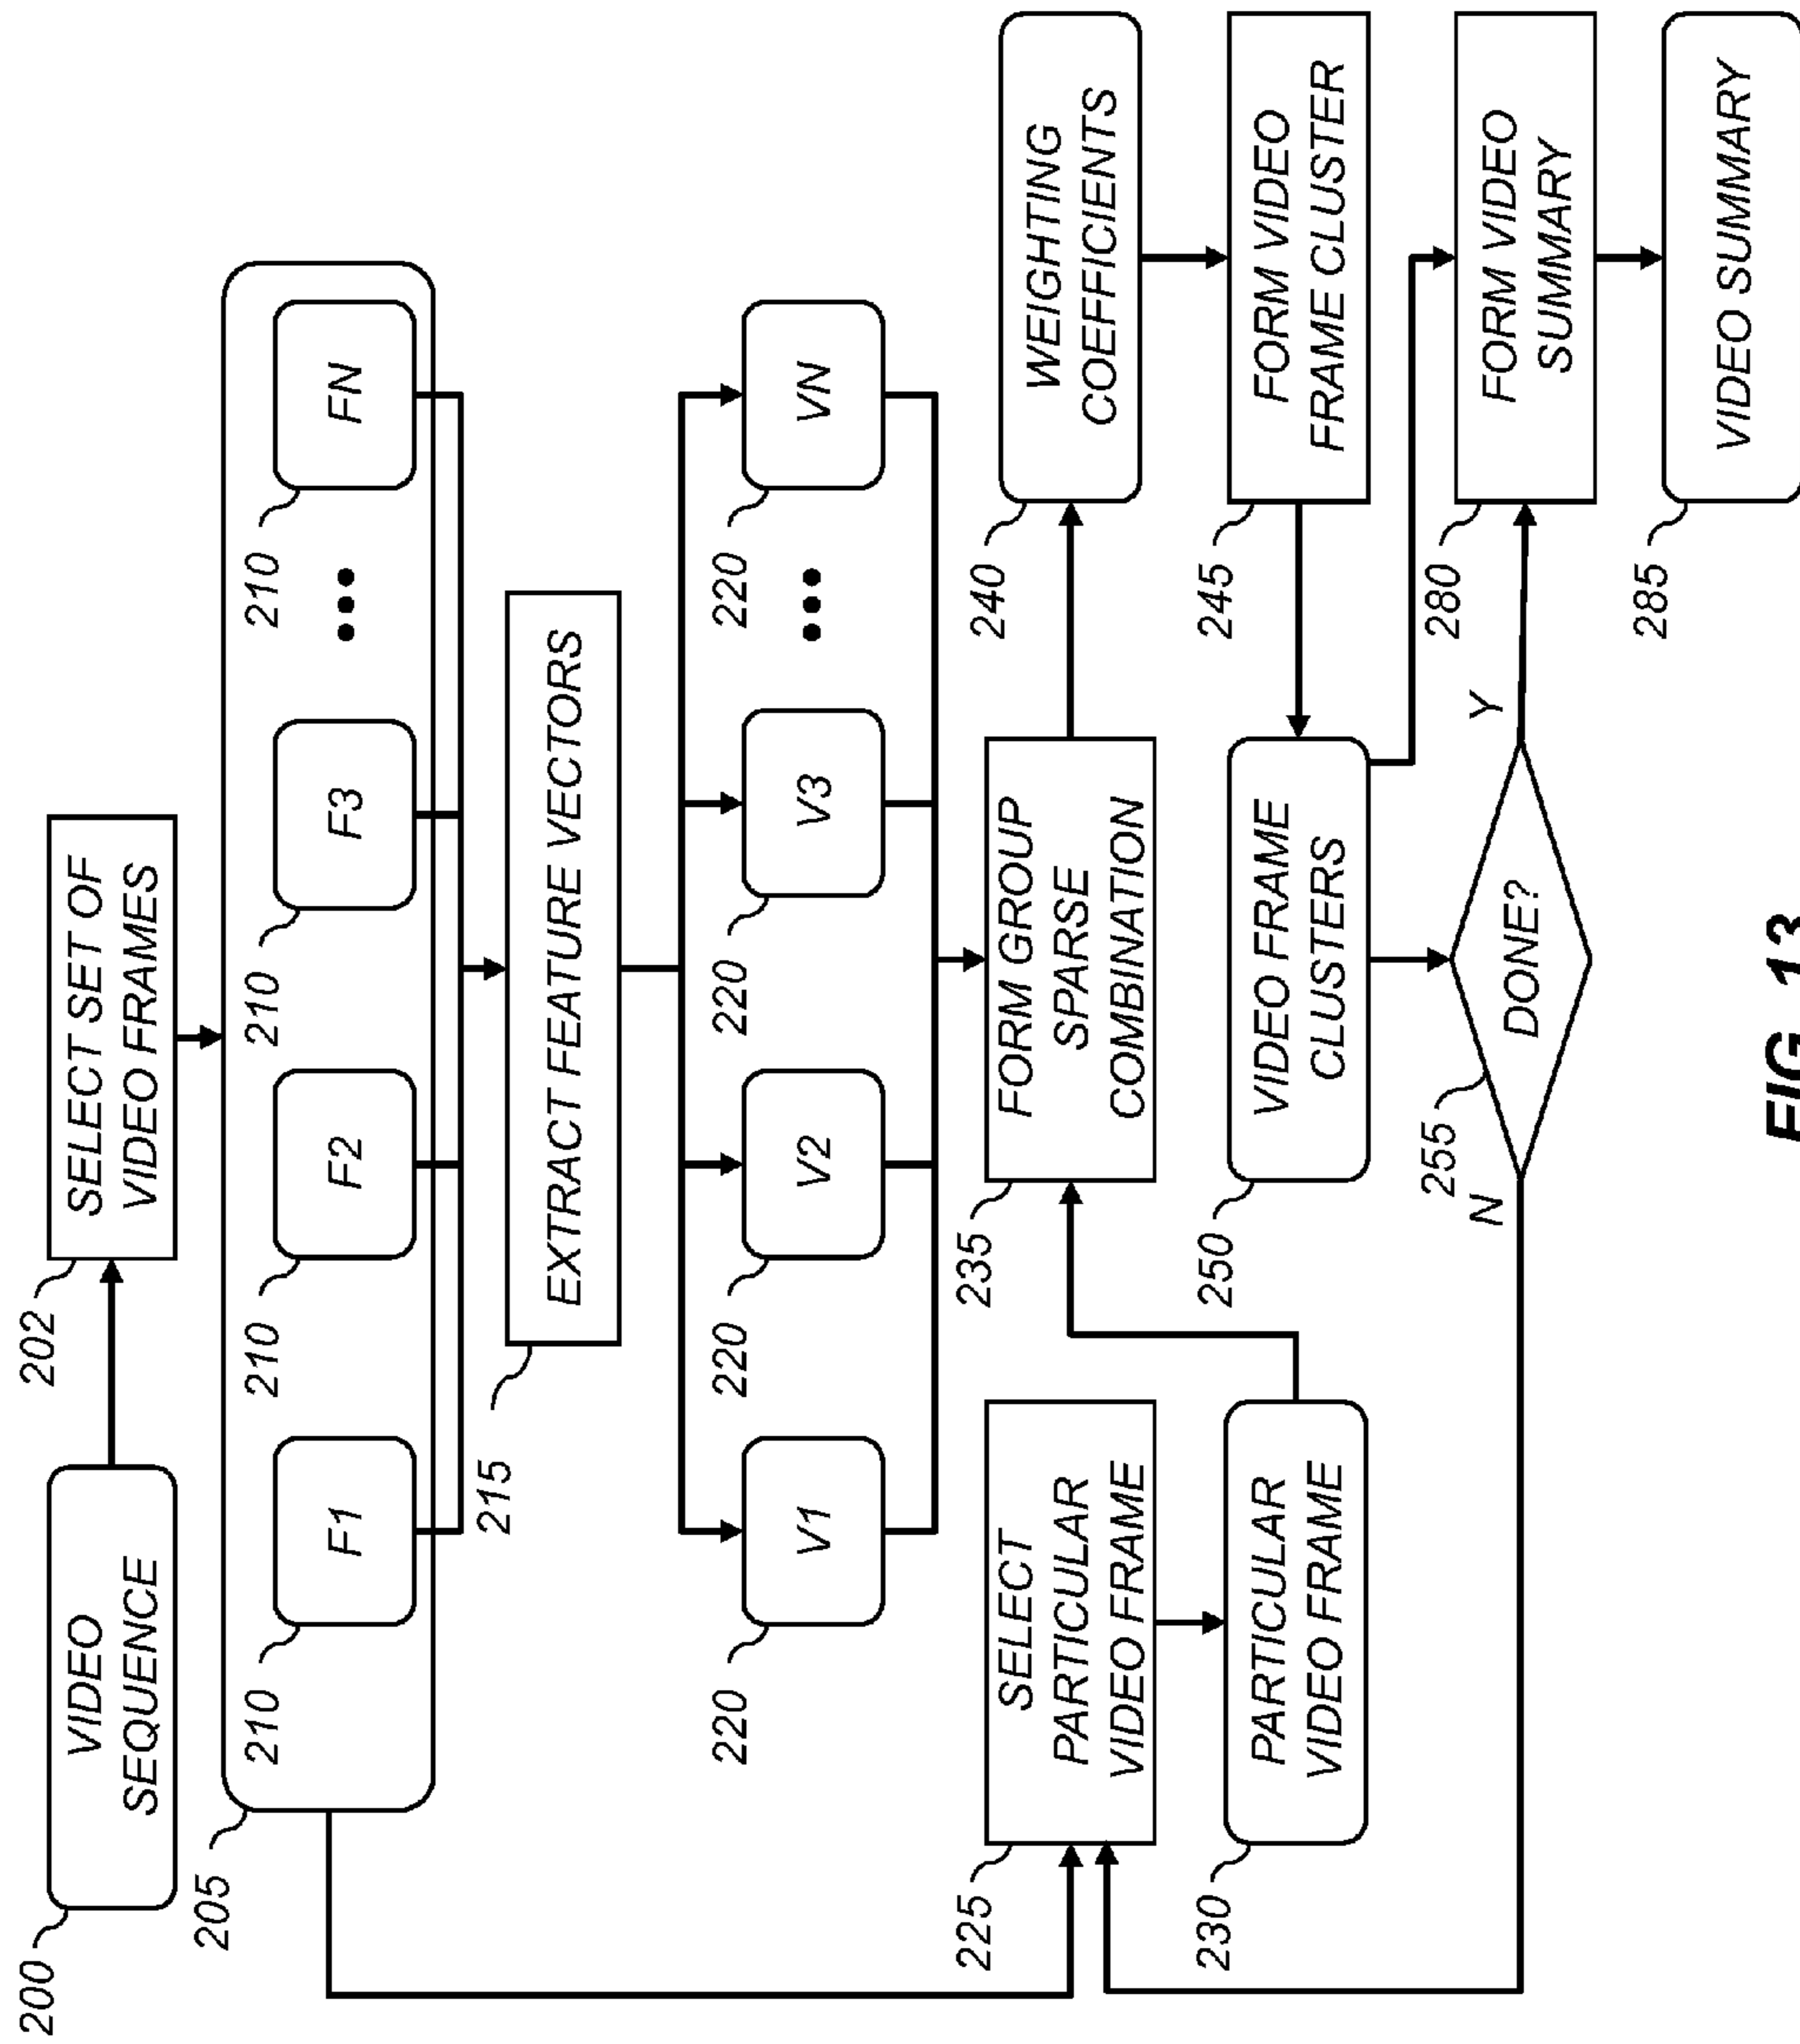 200
VIDEO
SEQUENCE
202
SELECT SET OF
VIDEO FRAMES
205
210
F1
210
F2
210
F3
•••
210
FN
215
EXTRACT FEATURE VECTORS
220
V1
220
V2
220
V3
•••
220
VN
225
SELECT
PARTICULAR
VIDEO FRAME
235
FORM GROUP
SPARSE
COMBINATION
240
WEIGHTING
COEFFICIENTS
230
PARTICULAR
VIDEO FRAME
250
VIDEO FRAME
CLUSTERS
245
FORM VIDEO
FRAME CLUSTER
255
N
DONE?
Y
280
FORM VIDEO
SUMMARY
285
VIDEO SUMMARY
FIG. 13